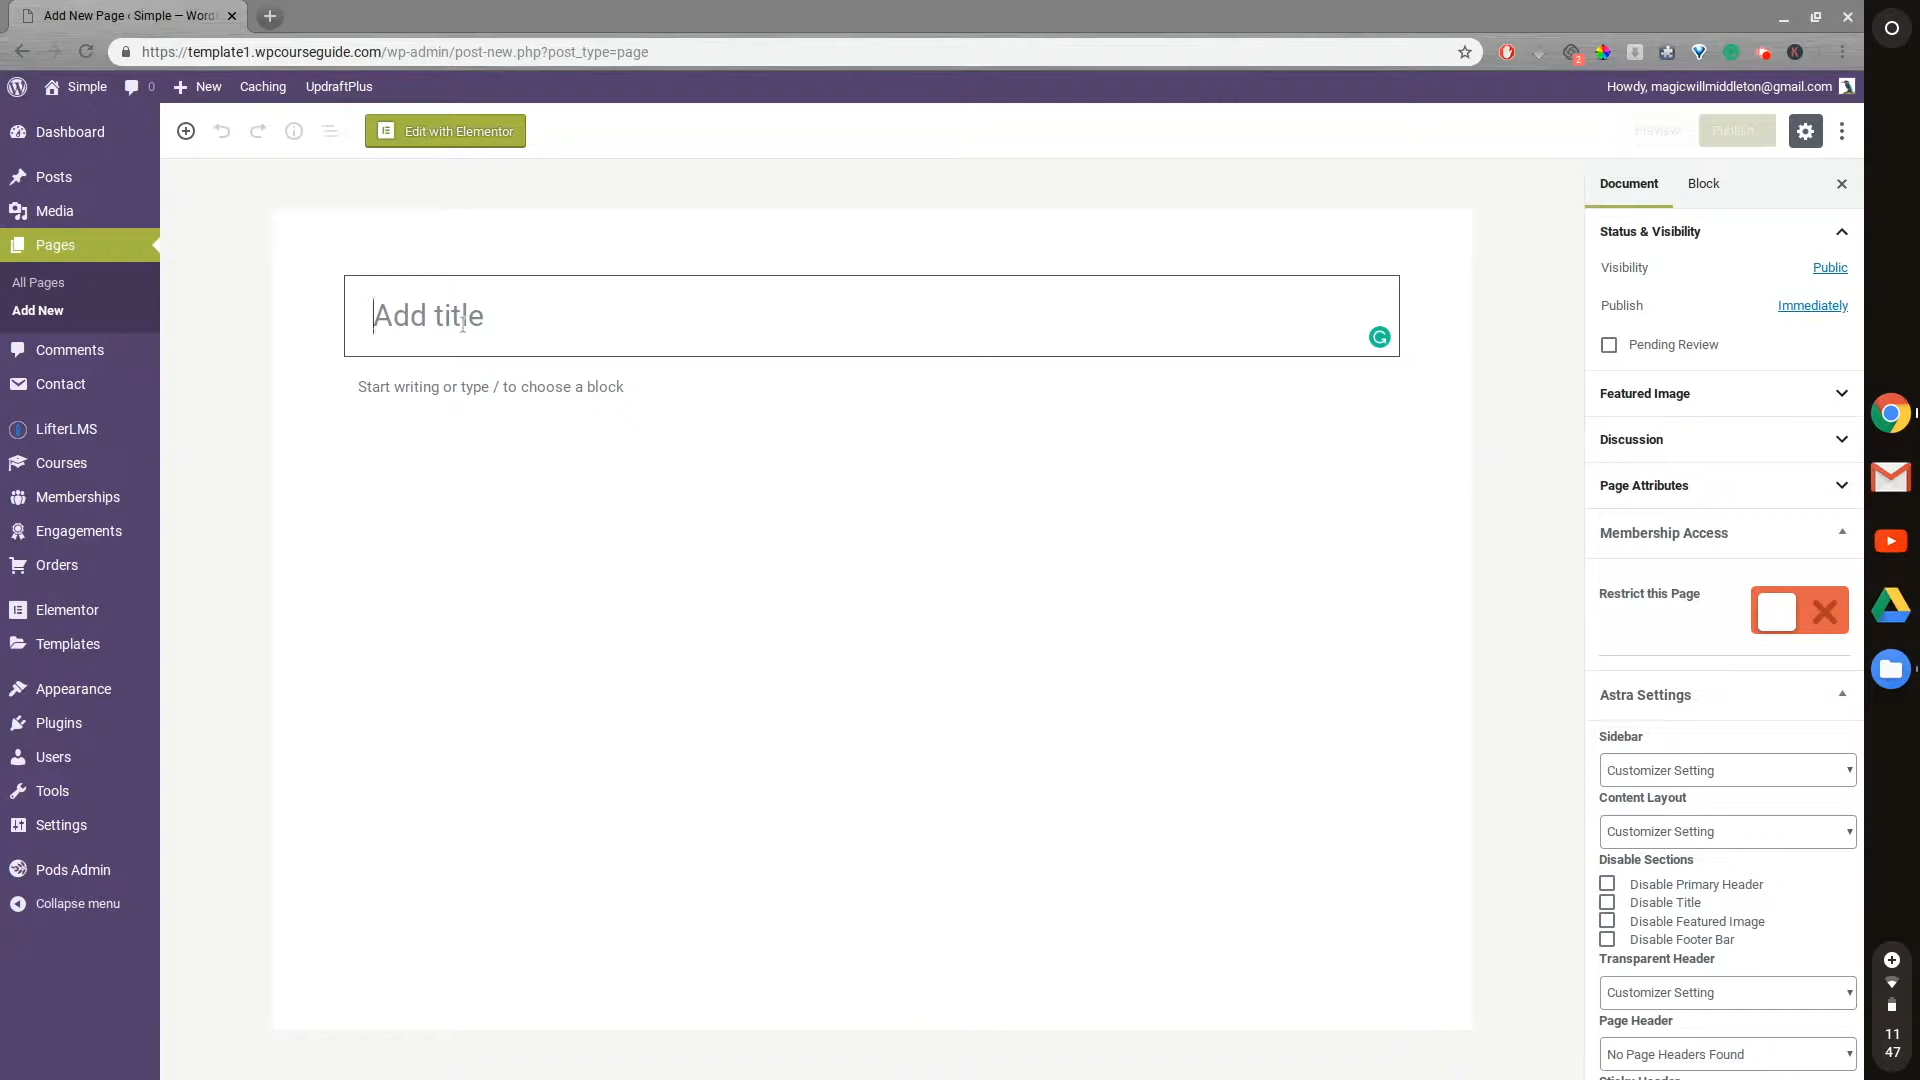 Add New Page ‹ Simple — Word
https://template1.wpcourseguide.com/wp-admin/post-new.php?post_type=page
2
K
Simple
0
New
Caching
UpdraftPlus
Howdy, magicwillmiddleton@gmail.com
Dashboard
Posts
Media
Pages
All Pages
Add New
Comments
Contact
LifterLMS
Courses
Memberships
Engagements
Orders
Elementor
Templates
Appearance
Plugins
Users
Tools
Settings
Pods Admin
Collapse menu
Edit with Elementor
Preview
Publish...
Add title
Start writing or type / to choose a block
Document
Block
Status & Visibility
Visibility
Public
Publish
Immediately
Pending Review
Featured Image
Discussion
Page Attributes
Membership Access
Restrict this Page
Astra Settings
Sidebar
Customizer Setting
Content Layout
Customizer Setting
Disable Sections
Disable Primary Header
Disable Title
Disable Featured Image
Disable Footer Bar
Transparent Header
Customizer Setting
Page Header
No Page Headers Found
11
47